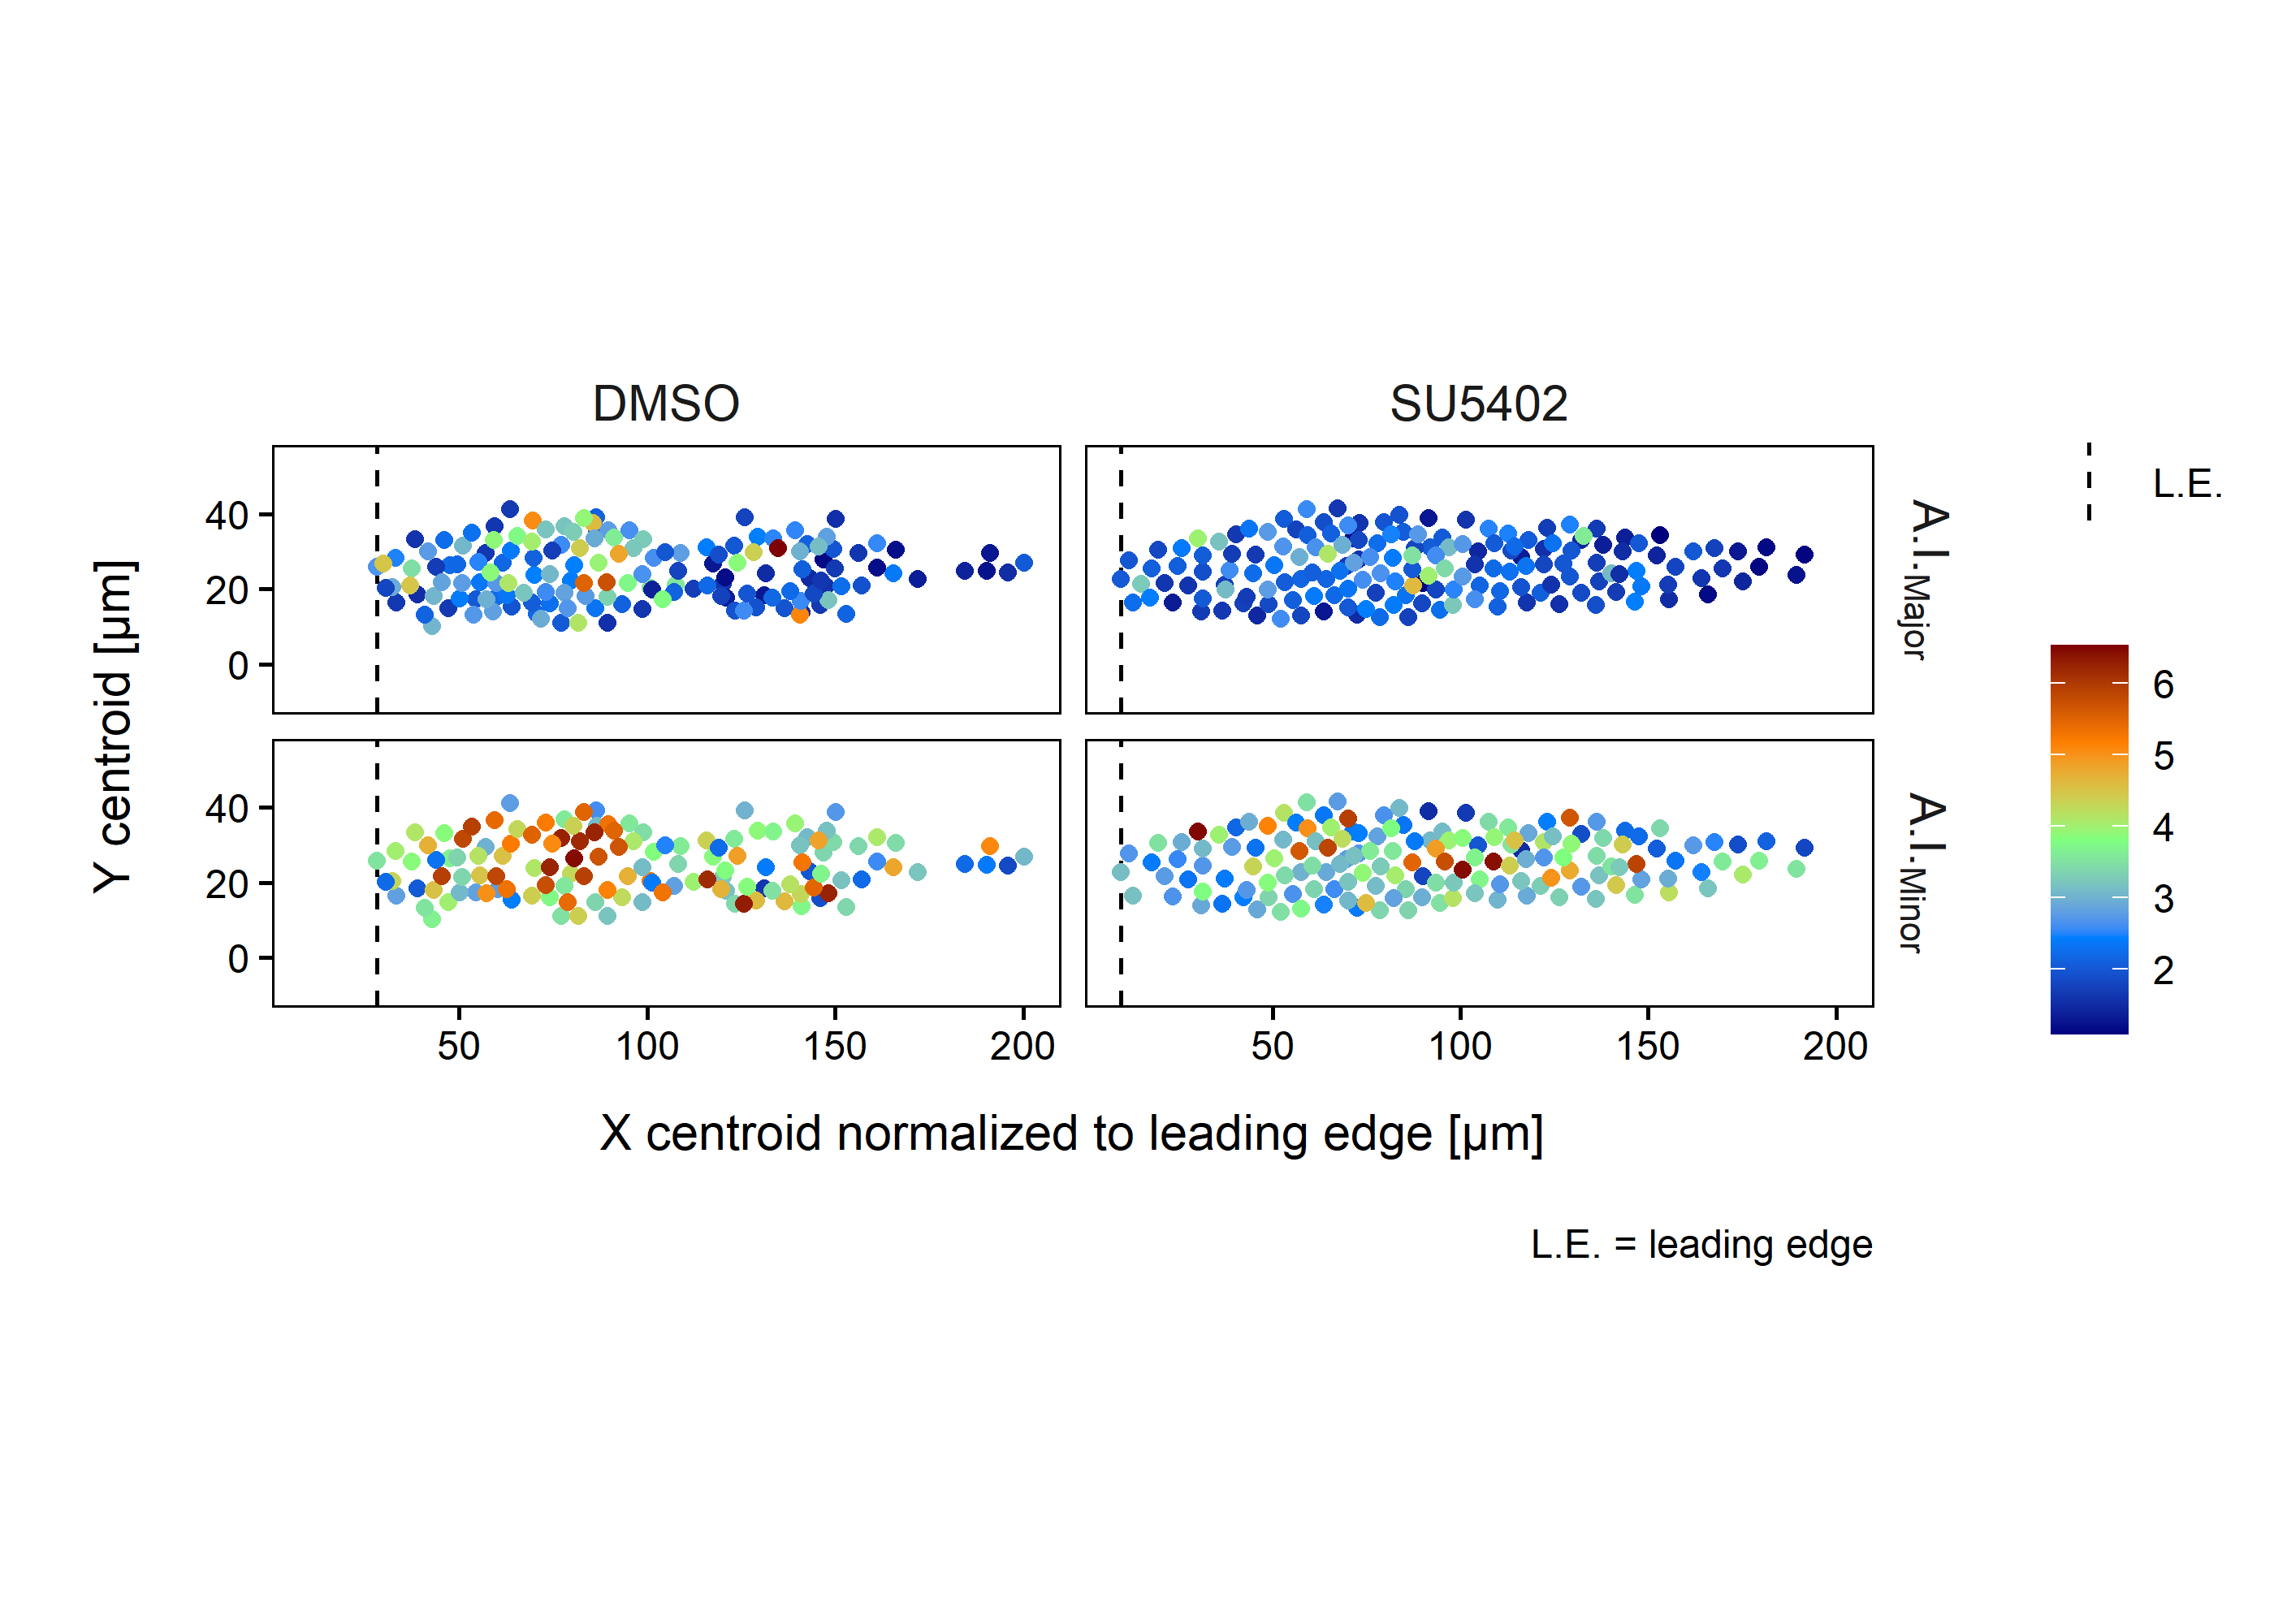 DMSO
SU5402
Y centroid [µm]
40
20
0
A.I.Major
L.E.
40
20
0
A.I.Minor
6
5
4
3
2
50
100
150
200
50
100
150
200
X centroid normalized to leading edge [µm]
L.E. = leading edge